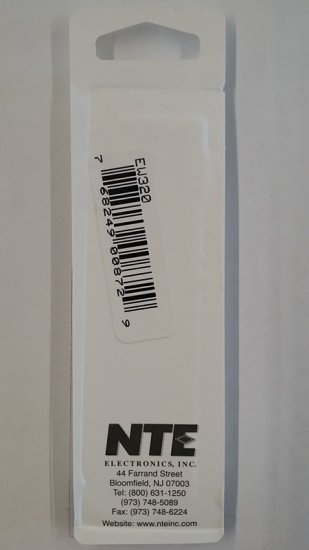 EW320
7 68249 00872 9
NTE
ELECTRONICS, INC.
44 Farrand Street
Bloomfield, NJ 07003
Tel: (800) 631-1250
(973) 748-5089
Fax: (973) 748-6224
Website: www.nteinc.com